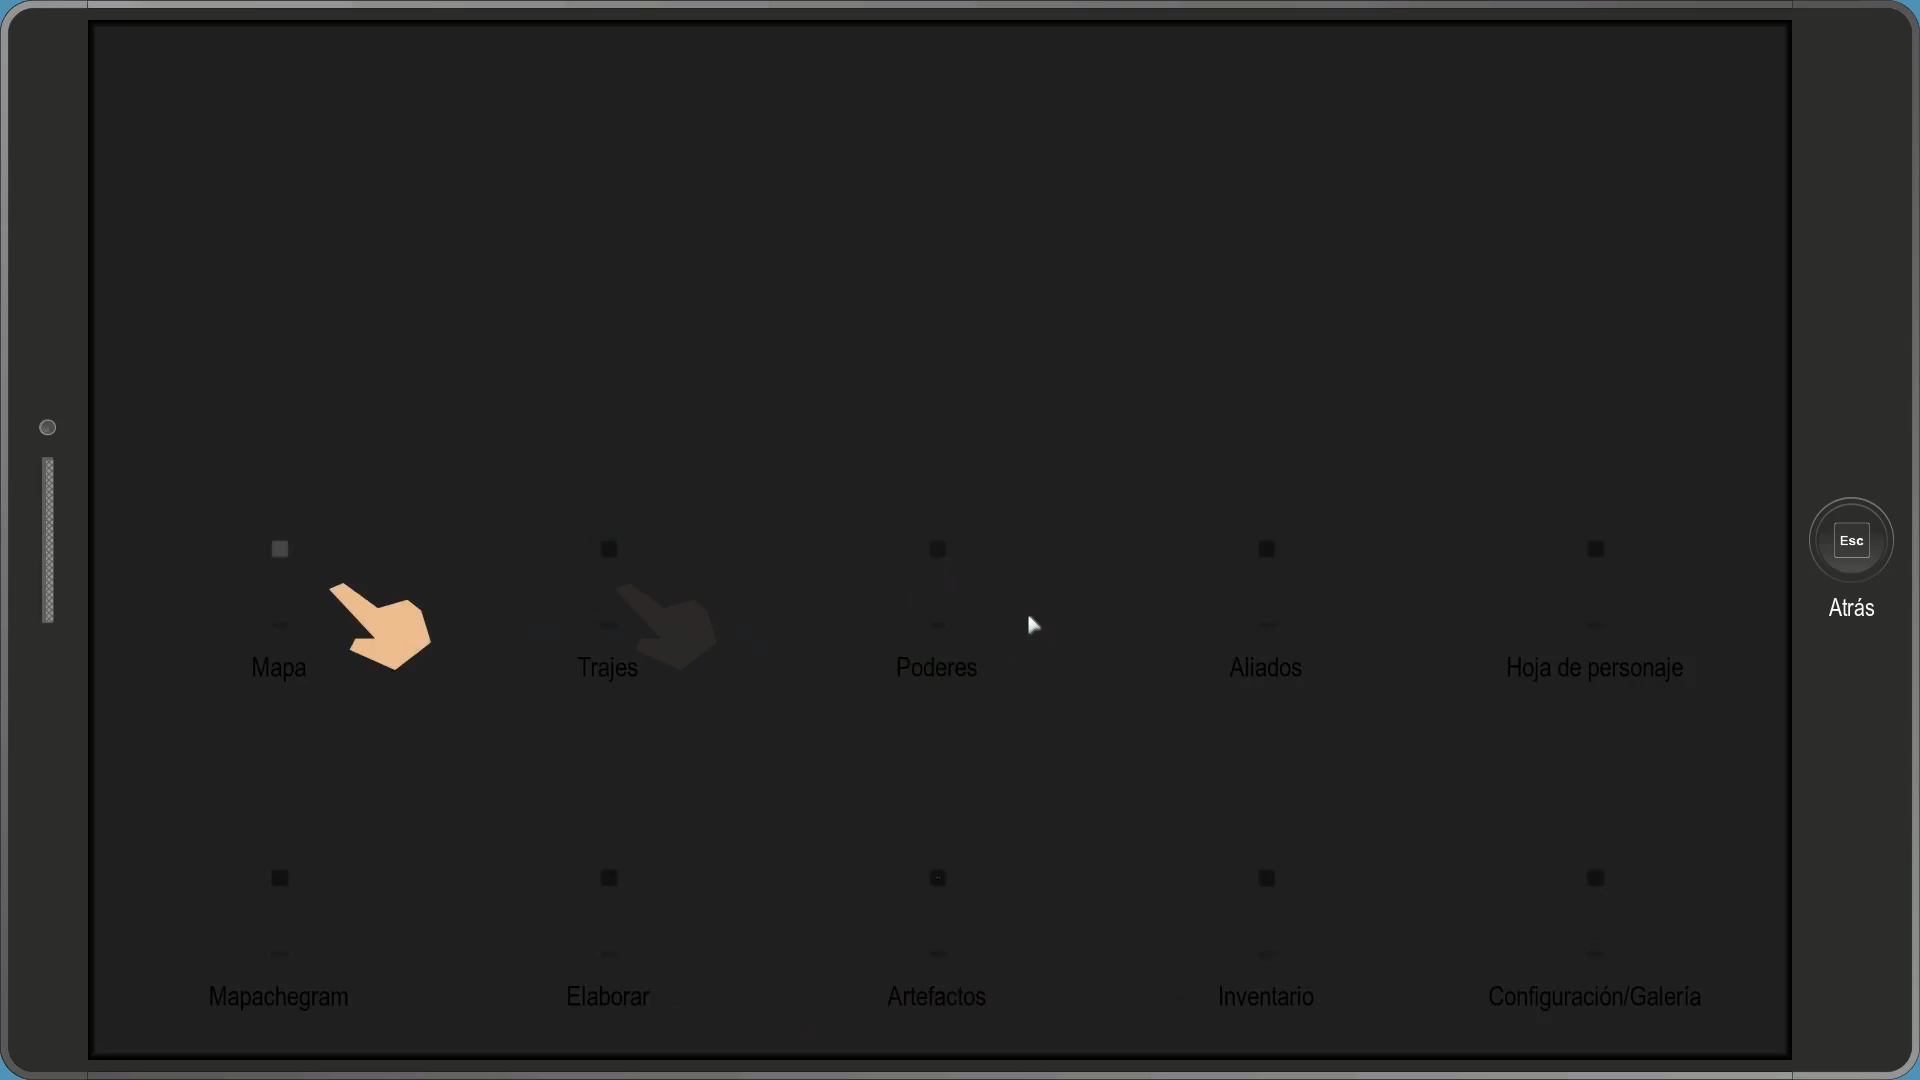 Esc
Atrás
Mapa
Trajes
Poderes
Aliados
Hoja de personaje
Mapachegram
Elaborar
Artefactos
Inventario
Configuración/Galería